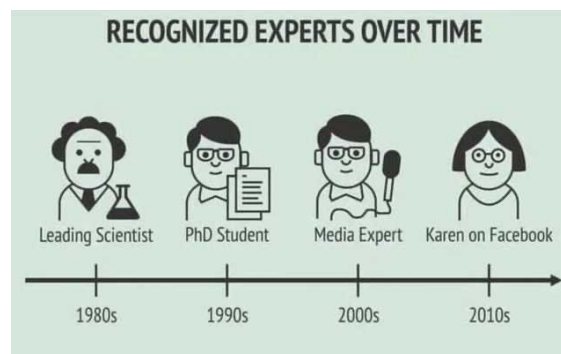 RECOGNIZED EXPERTS OVER TIME
Leading Scientist
PhD Student
Media Expert
Karen on Facebook
1980s
1990s
2000s
2010s